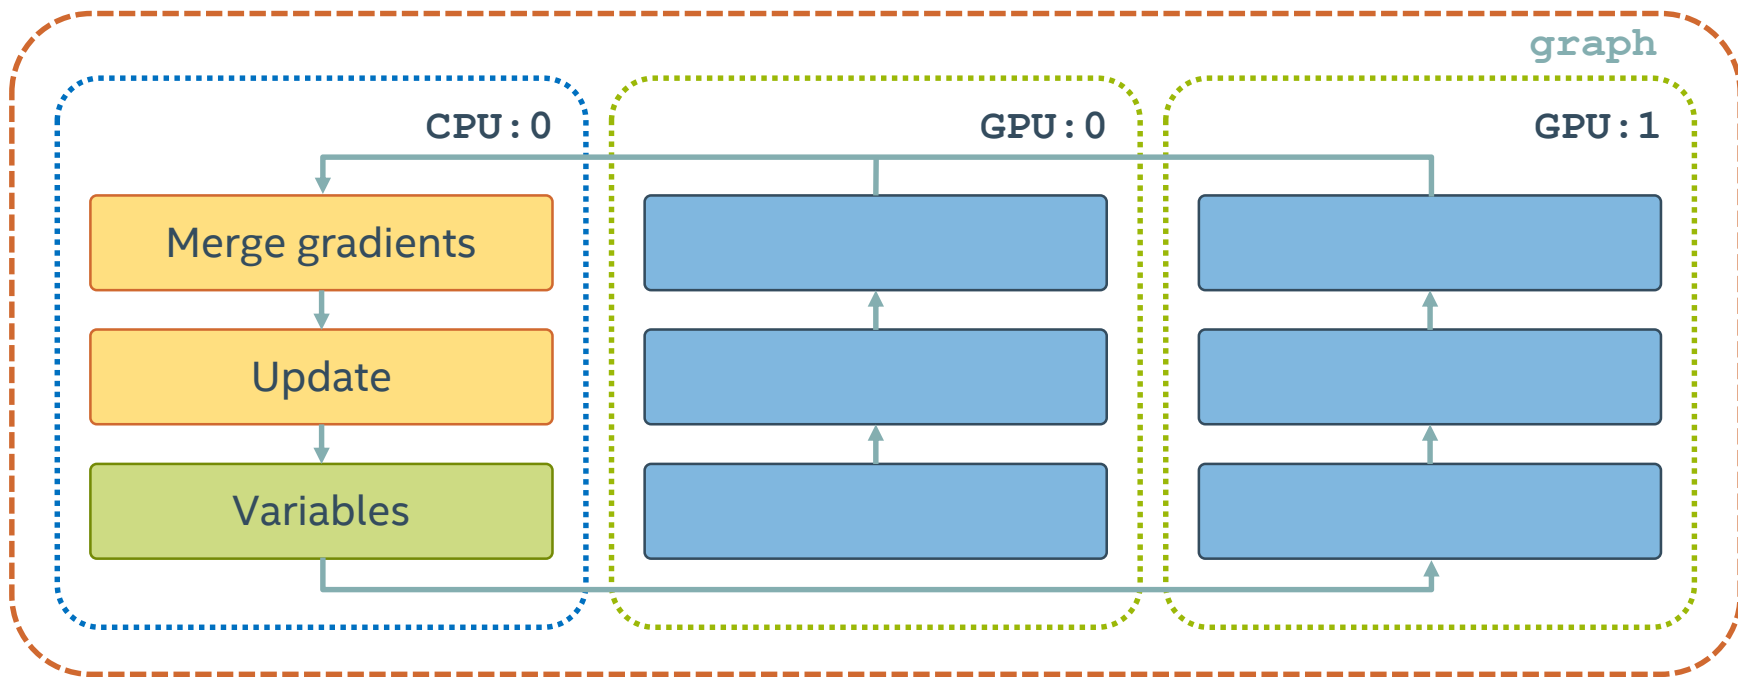 graph
CPU:0
GPU:0
GPU:1
Merge gradients
Update
Variables